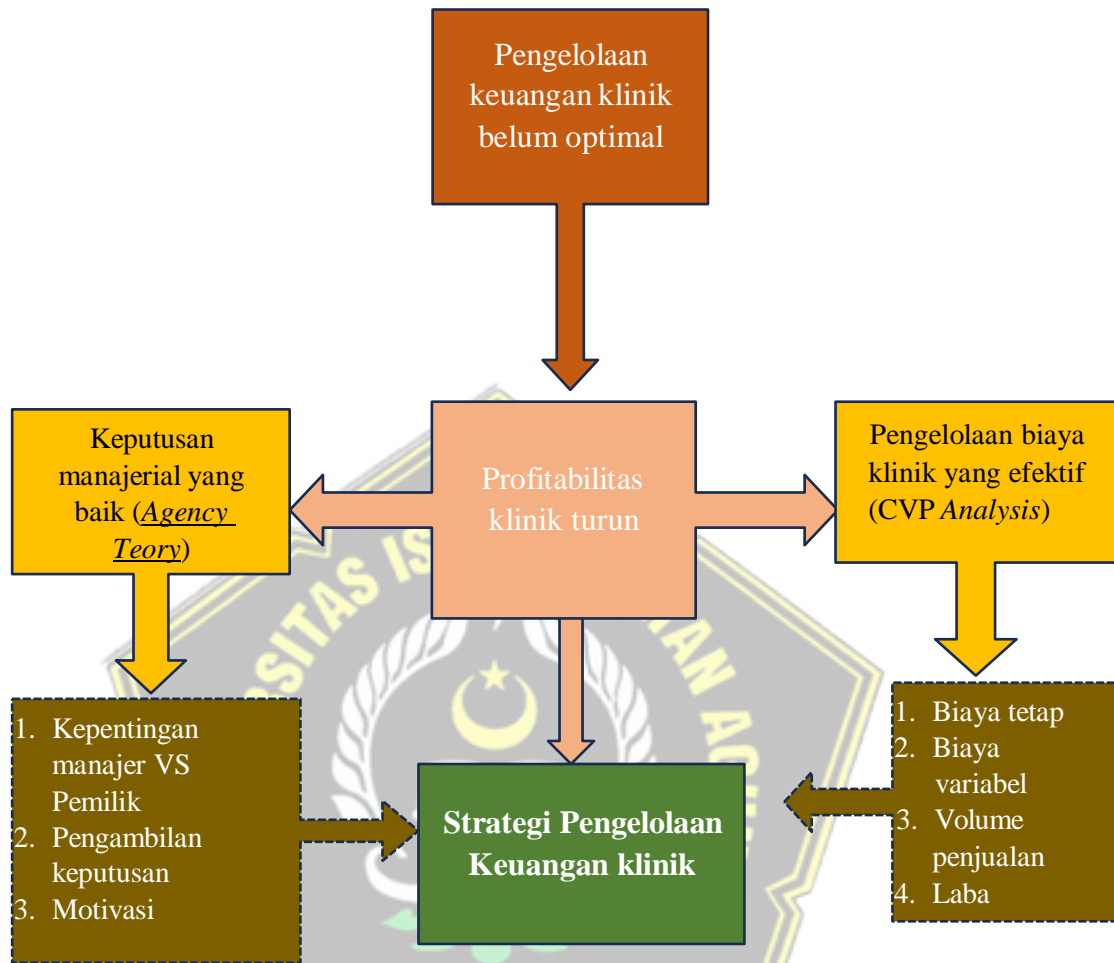 Pengelolaan
keuangan klinik
belum optimal
Keputusan
manajerial yang
baik (Agency
Teory)
Profitabilitas
klinik turun
Pengelolaan biaya
klinik yang efektif
(CVP Analysis)
1. Kepentingan
manajer VS
Pemilik
2. Pengambilan
keputusan
3. Motivasi
Strategi Pengelolaan
Keuangan klinik
1. Biaya tetap
2. Biaya
variabel
3. Volume
penjualan
4. Laba